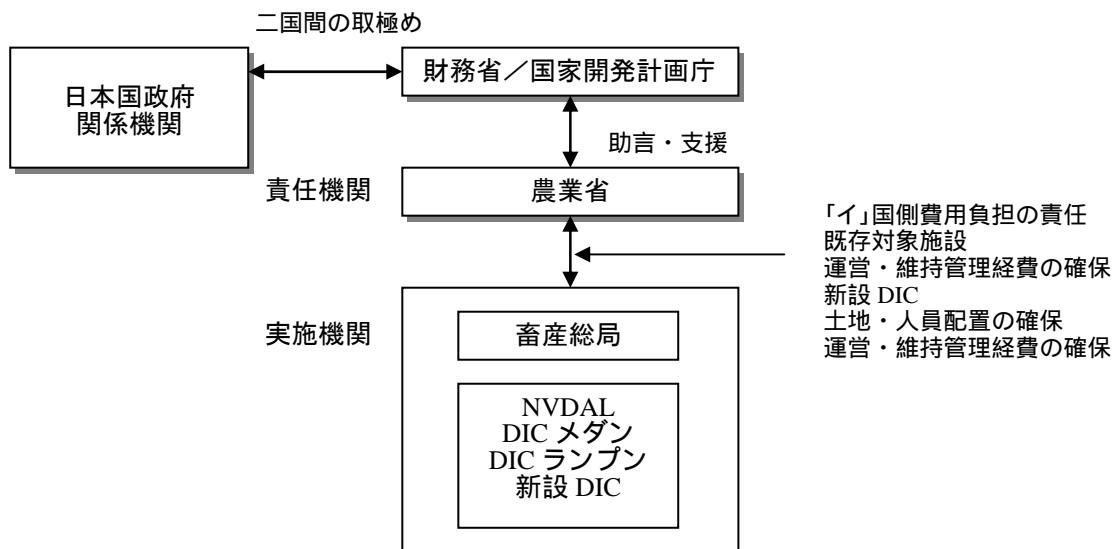 二国間の取極め
日本国政府
関係機関
財務省／国家開発計画庁
助言・支援
責任機関
農業省
「イ」国側費用負担の責任
既存対象施設
運営・維持管理経費の確保
新設 DIC
土地・人員配置の確保
運営・維持管理経費の確保
実施機関
畜産総局
NVDAL
DIC メダン
DIC ランプン
新設 DIC